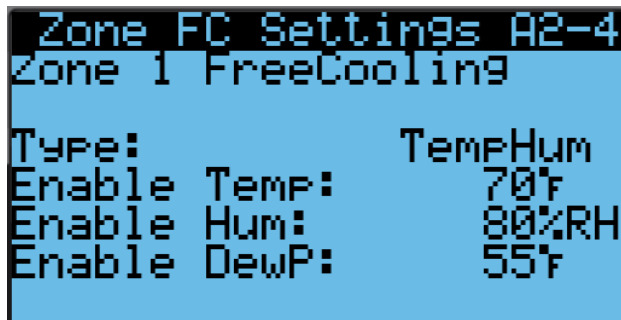 Zone FC Settings A2-4
Zone 1 FreeCooling
Type: TempHum
Enable Temp: 70°F
Enable Hum: 80%RH
Enable DewP: 55°F